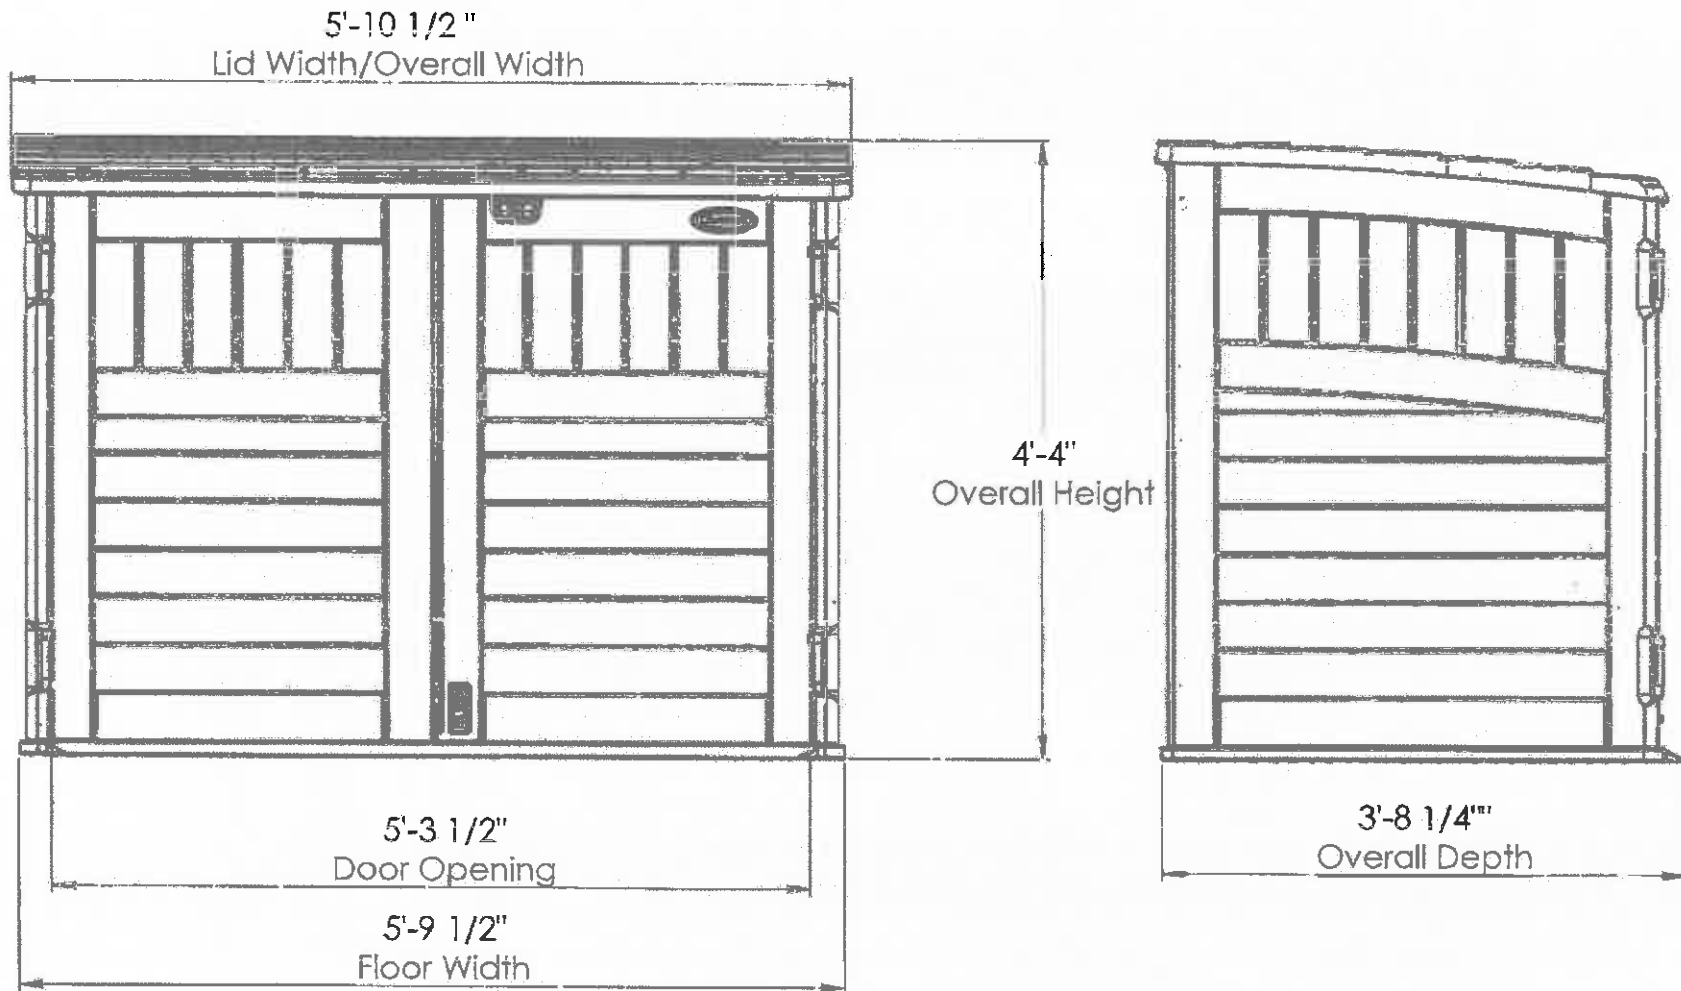 5'-10 1/2 "
Lid Width/Overall Width
4'-4"
Overall Height
5'-3 1/2"
Door Opening
5'-9 1/2"
Floor Width
3'-8 1/4""
Overall Depth